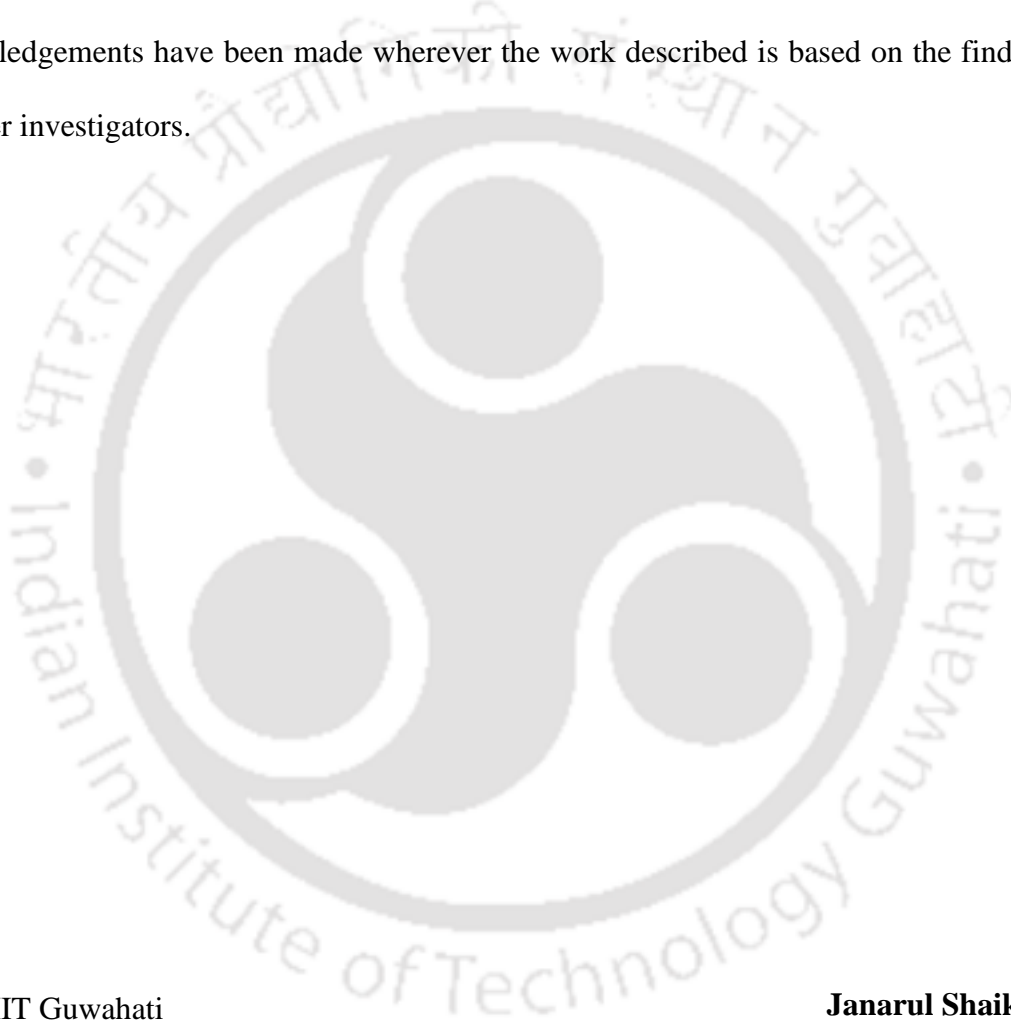 ledgements have been made wherever the work described is based on the find
r investigators.
भारतीय प्रौद्योगिकी संस्थान गुवाहाटी
• Indian Institute of Technology Guwahati •
IT Guwahati
Janarul Shaik